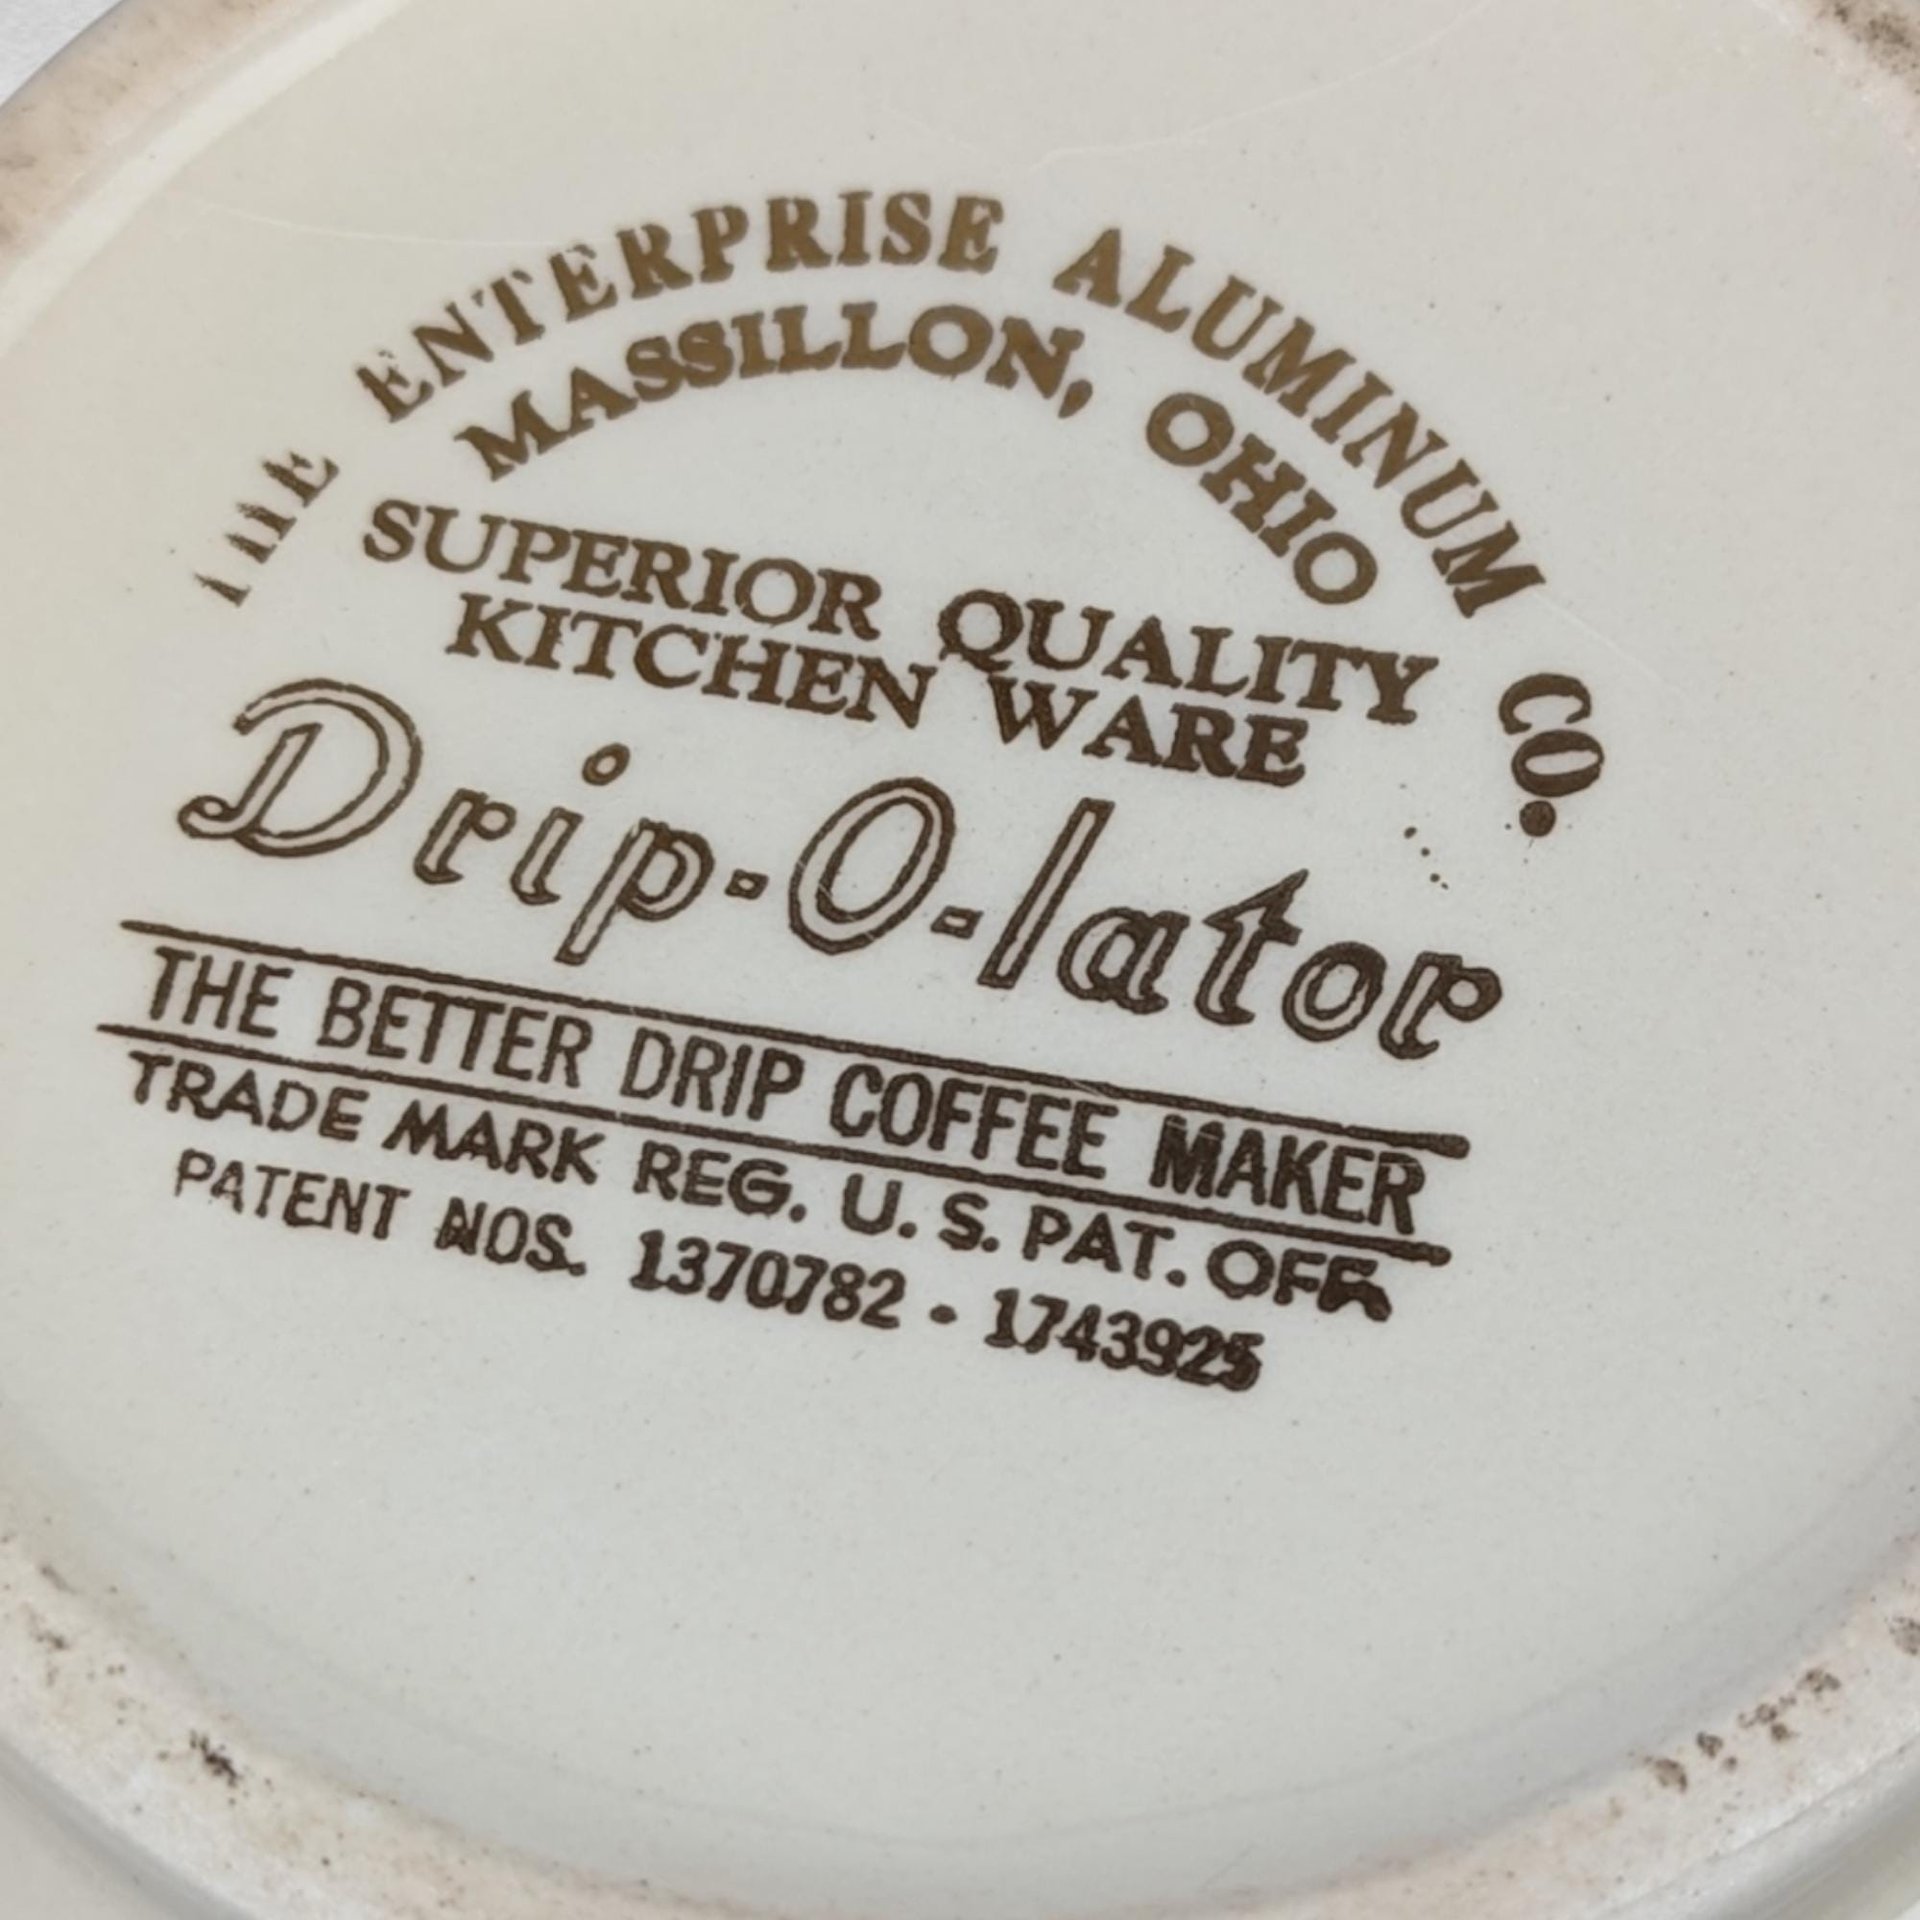 THE ENTERPRISE ALUMINUM CO.
MASSILLON, OHIO
SUPERIOR QUALITY
KITCHEN WARE
Drip-O-lator
THE BETTER DRIP COFFEE MAKER
TRADE MARK REG. U. S. PAT. OFF.
PATENT NOS. 1370782 • 1743925